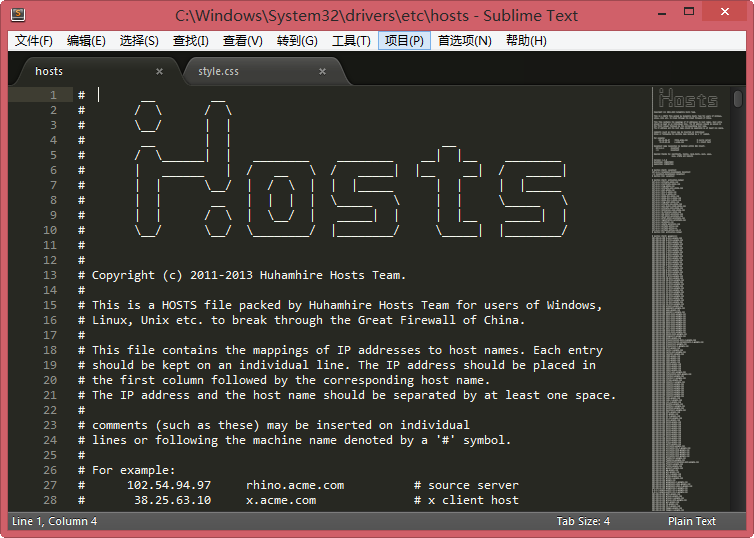 C:\Windows\System32\drivers\etc\hosts - Sublime Text
文件(F) 编辑(E) 选择(S) 查找(I) 查看(V) 转到(G) 工具(T) 项目(P) 首选项(N) 帮助(H)
hosts × style.css ×
1 #
2 #
3 #
4 #
5 #
6 #
7 #
8 #
9 #
10 #
11 #
12 #
13 # Copyright (c) 2011-2013 Huhamhire Hosts Team.
14 #
15 # This is a HOSTS file packed by Huhamhire Hosts Team for users of Windows,
16 # Linux, Unix etc. to break through the Great Firewall of China.
17 #
18 # This file contains the mappings of IP addresses to host names. Each entry
19 # should be kept on an individual line. The IP address should be placed in
20 # the first column followed by the corresponding host name.
21 # The IP address and the host name should be separated by at least one space.
22 #
23 # comments (such as these) may be inserted on individual
24 # lines or following the machine name denoted by a '#' symbol.
25 #
26 # For example:
27 # 102.54.94.97 rhino.acme.com # source server
28 # 38.25.63.10 x.acme.com # x client host
Line 1, Column 4 Tab Size: 4 Plain Text